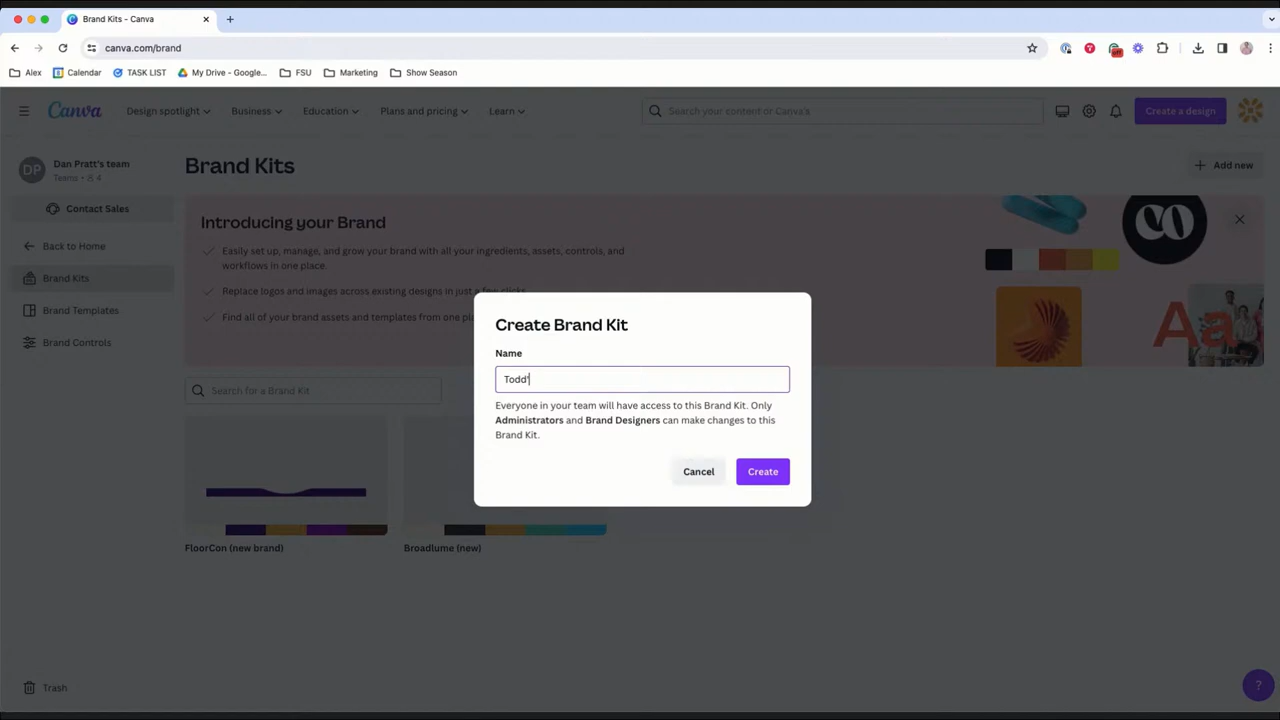 Brand Kits - Canva
canva.com/brand
off
Alex
Calendar
TASK LIST
My Drive - Google...
FSU
Marketing
Show Season
Canva
Design spotlight
Business
Education
Plans and pricing
Learn
Search your content or Canva's
Create a design
DP
Dan Pratt's team
Teams • 4
Brand Kits
Add new
Contact Sales
Introducing your Brand
CO
Back to Home
Easily set up, manage, and grow your brand with all your ingredients, assets, controls, and
workflows in one place.
Brand Kits
Replace logos and images across existing designs in just a few clicks
Brand Templates
Find all of your brand assets and templates from one
Aa
Brand Controls
Create Brand Kit
Name
Todd'
Everyone in your team will have access to this Brand Kit. Only
Administrators and Brand Designers can make changes to this
Brand Kit.
Cancel
Create
Search for a Brand Kit
FloorCon (new brand)
Broadlume (new)
Trash
?